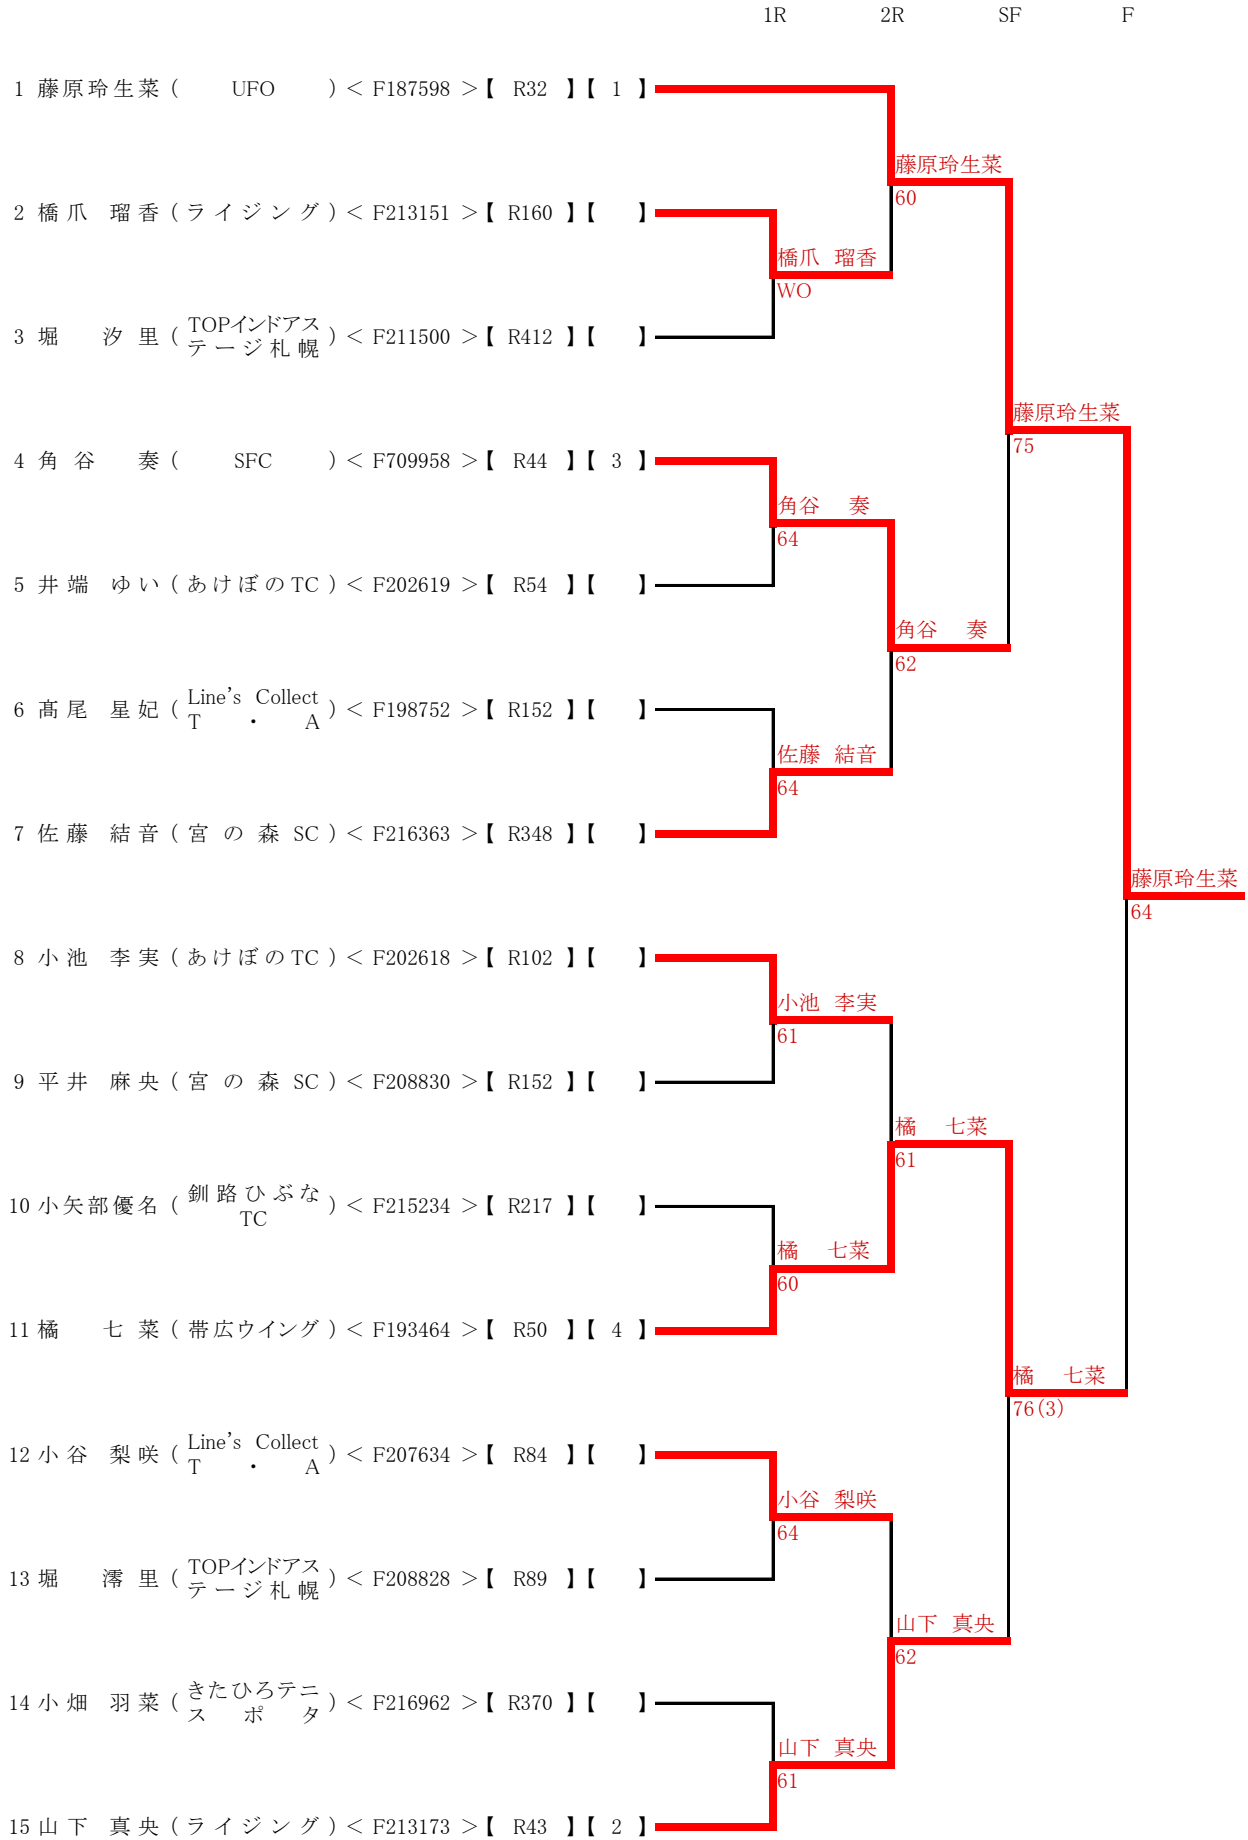 1R 2R SF F
1 藤原玲生菜 ( UFO ) < F187598 >【 R32 】【 1 】
藤原玲生菜
60
2 橋爪 瑠香 ( ライジング ) < F213151 >【 R160 】【 】
橋爪 瑠香
WO
3 堀 汐里 ( TOPインドアス
テージ札幌 ) < F211500 >【 R412 】【 】
藤原玲生菜
75
4 角谷 奏 ( SFC ) < F709958 >【 R44 】【 3 】
角谷 奏
64
5 井端 ゆい ( あけぼのTC ) < F202619 >【 R54 】【 】
角谷 奏
62
6 髙尾 星妃 ( Line's Collect
T ・ A ) < F198752 >【 R152 】【 】
佐藤 結音
64
7 佐藤 結音 ( 宮の森 SC ) < F216363 >【 R348 】【 】
藤原玲生菜
64
8 小池 李実 ( あけぼのTC ) < F202618 >【 R102 】【 】
小池 李実
61
9 平井 麻央 ( 宮の森 SC ) < F208830 >【 R152 】【 】
橘 七菜
61
10 小矢部優名 ( 釧路ひぶな
TC ) < F215234 >【 R217 】【 】
橘 七菜
60
11 橘 七菜 ( 帯広ウイング ) < F193464 >【 R50 】【 4 】
橘 七菜
76(3)
12 小谷 梨咲 ( Line's Collect
T ・ A ) < F207634 >【 R84 】【 】
小谷 梨咲
64
13 堀 澪里 ( TOPインドアス
テージ札幌 ) < F208828 >【 R89 】【 】
山下 真央
62
14 小畑 羽菜 ( きたひろテニ
スポタ ) < F216962 >【 R370 】【 】
山下 真央
61
15 山下 真央 ( ライジング ) < F213173 >【 R43 】【 2 】